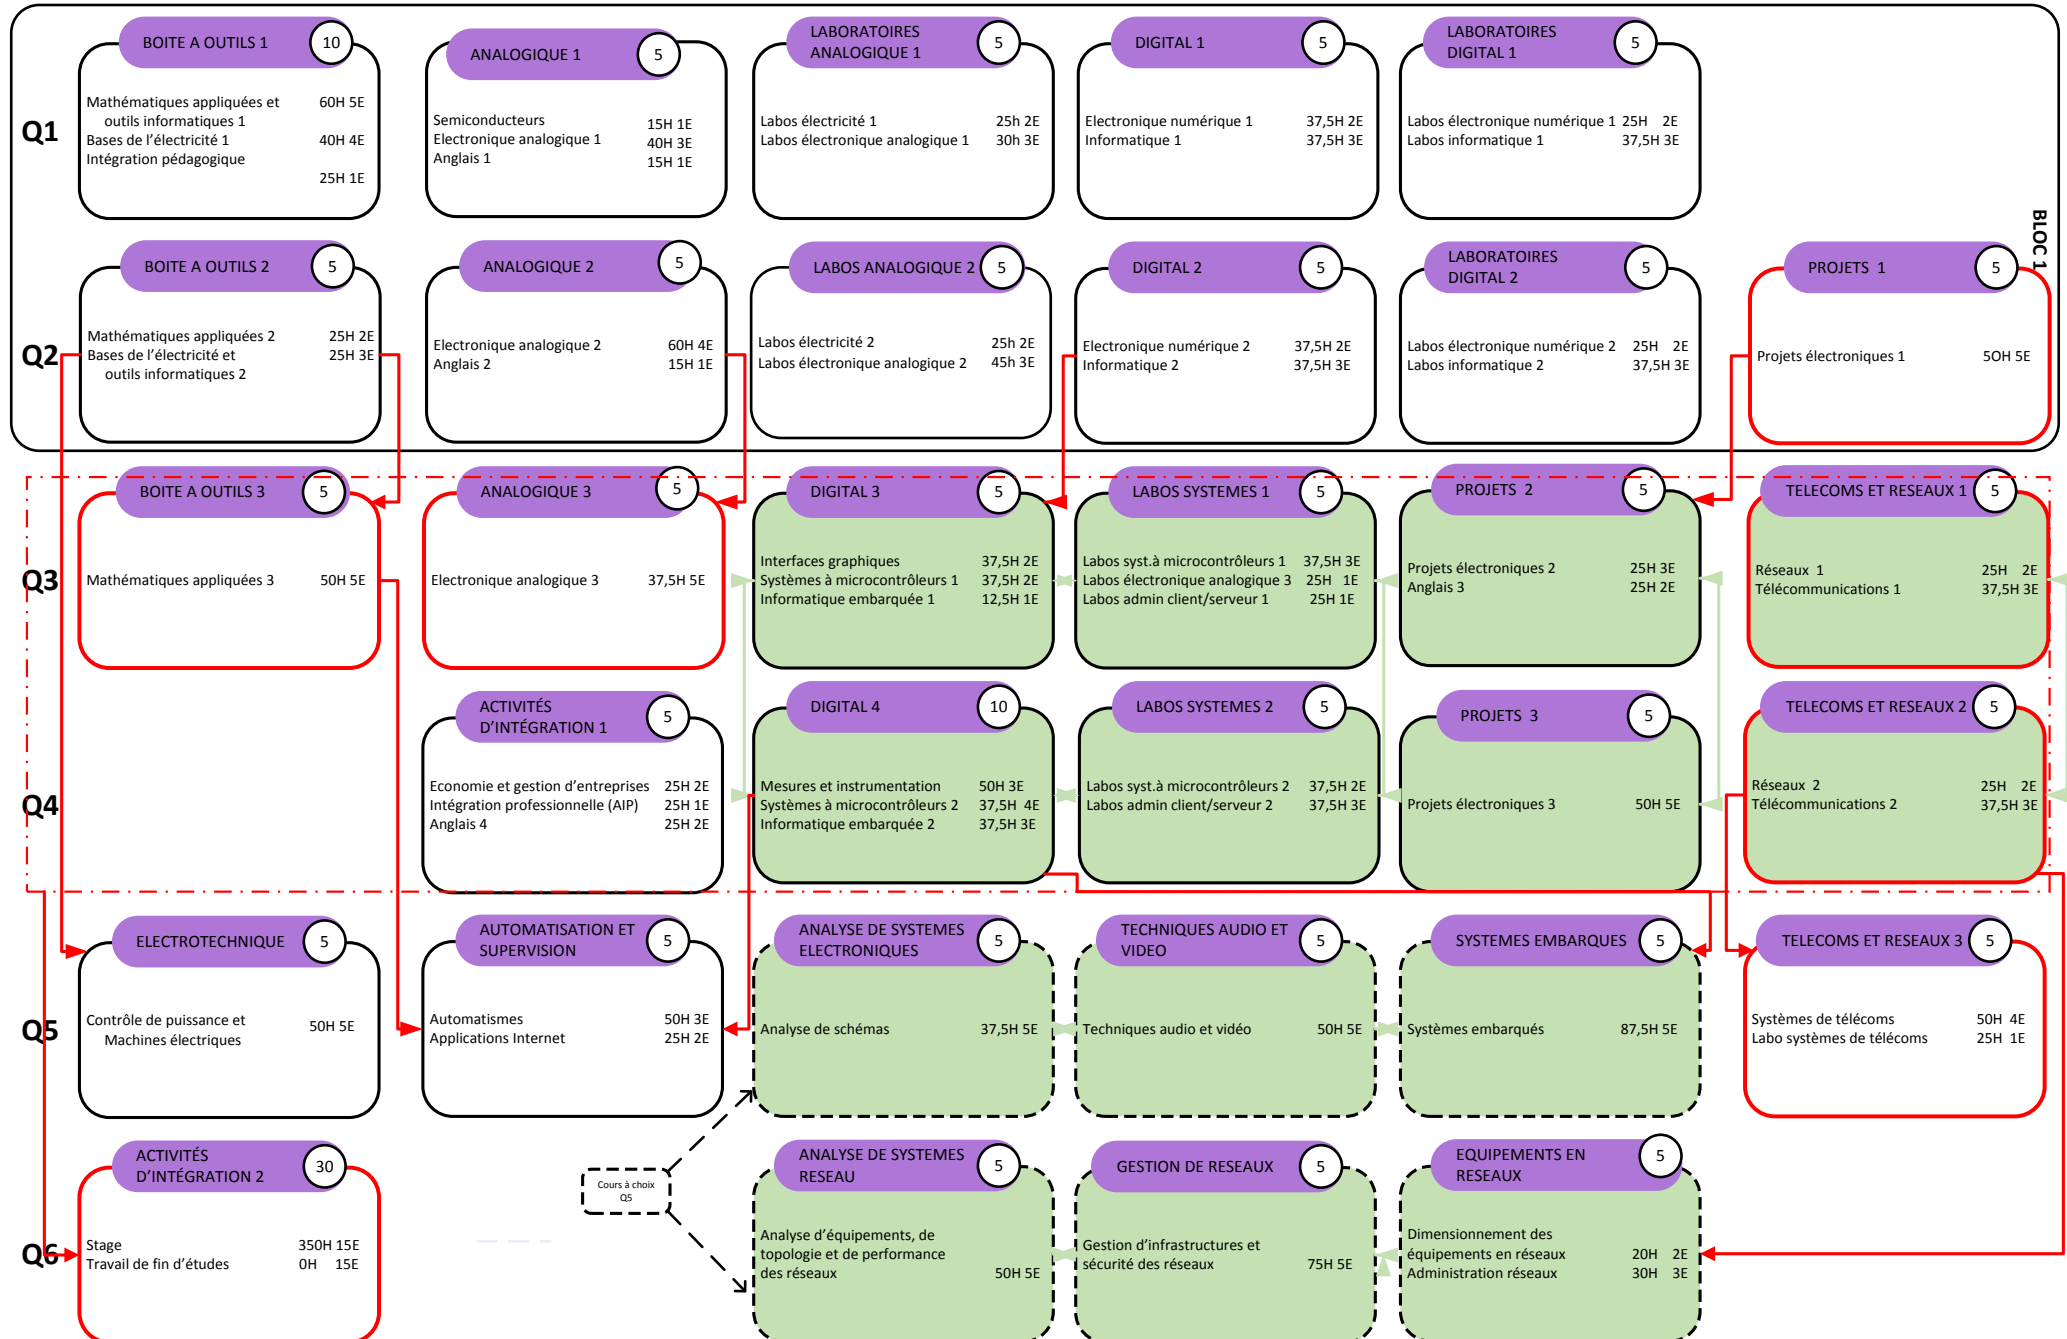 BLOC 1
Q1
BOITE A OUTILS 1 10
Mathématiques appliquées et 60H 5E
outils informatiques 1
Bases de l'électricité 1 40H 4E
Intégration pédagogique
25H 1E
ANALOGIQUE 1 5
Semiconducteurs 15H 1E
Electronique analogique 1 40H 3E
Anglais 1 15H 1E
LABORATOIRES
ANALOGIQUE 1 5
Labos électricité 1 25h 2E
Labos électronique analogique 1 30h 3E
DIGITAL 1 5
Electronique numérique 1 37,5H 2E
Informatique 1 37,5H 3E
LABORATOIRES
DIGITAL 1 5
Labos électronique numérique 1 25H 2E
Labos informatique 1 37,5H 3E
Q2
BOITE A OUTILS 2 5
Mathématiques appliquées 2 25H 2E
Bases de l'électricité et 25H 3E
outils informatiques 2
ANALOGIQUE 2 5
Electronique analogique 2 60H 4E
Anglais 2 15H 1E
LABOS ANALOGIQUE 2 5
Labos électricité 2 25h 2E
Labos électronique analogique 2 45h 3E
DIGITAL 2 5
Electronique numérique 2 37,5H 2E
Informatique 2 37,5H 3E
LABORATOIRES
DIGITAL 2 5
Labos électronique numérique 2 25H 2E
Labos informatique 2 37,5H 3E
PROJETS 1 5
Projets électroniques 1 5OH 5E
Q3
BOITE A OUTILS 3 5
Mathématiques appliquées 3 50H 5E
ANALOGIQUE 3 5
Electronique analogique 3 37,5H 5E
DIGITAL 3 5
Interfaces graphiques 37,5H 2E
Systèmes à microcontrôleurs 1 37,5H 2E
Informatique embarquée 1 12,5H 1E
LABOS SYSTEMES 1 5
Labos syst.à microcontrôleurs 1 37,5H 3E
Labos électronique analogique 3 25H 1E
Labos admin client/serveur 1 25H 1E
PROJETS 2 5
Projets électroniques 2 25H 3E
Anglais 3 25H 2E
TELECOMS ET RESEAUX 1 5
Réseaux 1 25H 2E
Télécommunications 1 37,5H 3E
Q4
ACTIVITÉS
D'INTÉGRATION 1 5
Economie et gestion d'entreprises 25H 2E
Intégration professionnelle (AIP) 25H 1E
Anglais 4 25H 2E
DIGITAL 4 10
Mesures et instrumentation 50H 3E
Systèmes à microcontrôleurs 2 37,5H 4E
Informatique embarquée 2 37,5H 3E
LABOS SYSTEMES 2 5
Labos syst.à microcontrôleurs 2 37,5H 2E
Labos admin client/serveur 2 37,5H 3E
PROJETS 3 5
Projets électroniques 3 50H 5E
TELECOMS ET RESEAUX 2 5
Réseaux 2 25H 2E
Télécommunications 2 37,5H 3E
Q5
ELECTROTECHNIQUE 5
Contrôle de puissance et 50H 5E
Machines électriques
AUTOMATISATION ET
SUPERVISION 5
Automatismes 50H 3E
Applications Internet 25H 2E
ANALYSE DE SYSTEMES
ELECTRONIQUES 5
Analyse de schémas 37,5H 5E
TECHNIQUES AUDIO ET
VIDEO 5
Techniques audio et vidéo 50H 5E
SYSTEMES EMBARQUES 5
Systèmes embarqués 87,5H 5E
TELECOMS ET RESEAUX 3 5
Systèmes de télécoms 50H 4E
Labo systèmes de télécoms 25H 1E
Q6
ACTIVITÉS
D'INTÉGRATION 2 30
Stage 350H 15E
Travail de fin d'études 0H 15E
Cours à choix
Q5
ANALYSE DE SYSTEMES
RESEAU 5
Analyse d'équipements, de
topologie et de performance
des réseaux 50H 5E
GESTION DE RESEAUX 5
Gestion d'infrastructures et
sécurité des réseaux 75H 5E
EQUIPEMENTS EN
RESEAUX 5
Dimensionnement des
équipements en réseaux 20H 2E
Administration réseaux 30H 3E